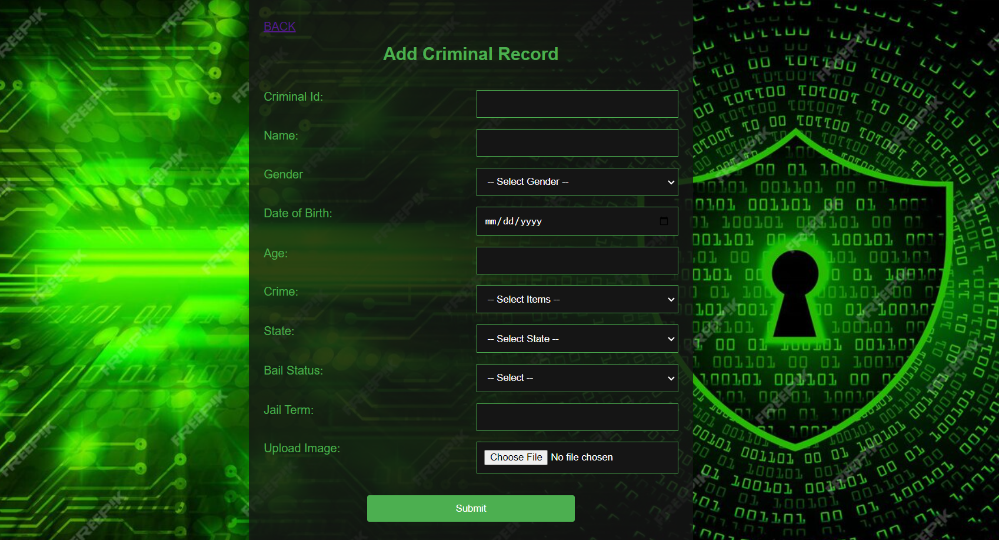 BACK
Add Criminal Record
Criminal Id:
Name:
Gender
-- Select Gender --
Date of Birth:
mm/dd/yyyy
Age:
Crime:
-- Select Items --
State:
-- Select State --
Bail Status:
-- Select --
Jail Term:
Upload Image:
Choose File No file chosen
Submit
FREEPIK